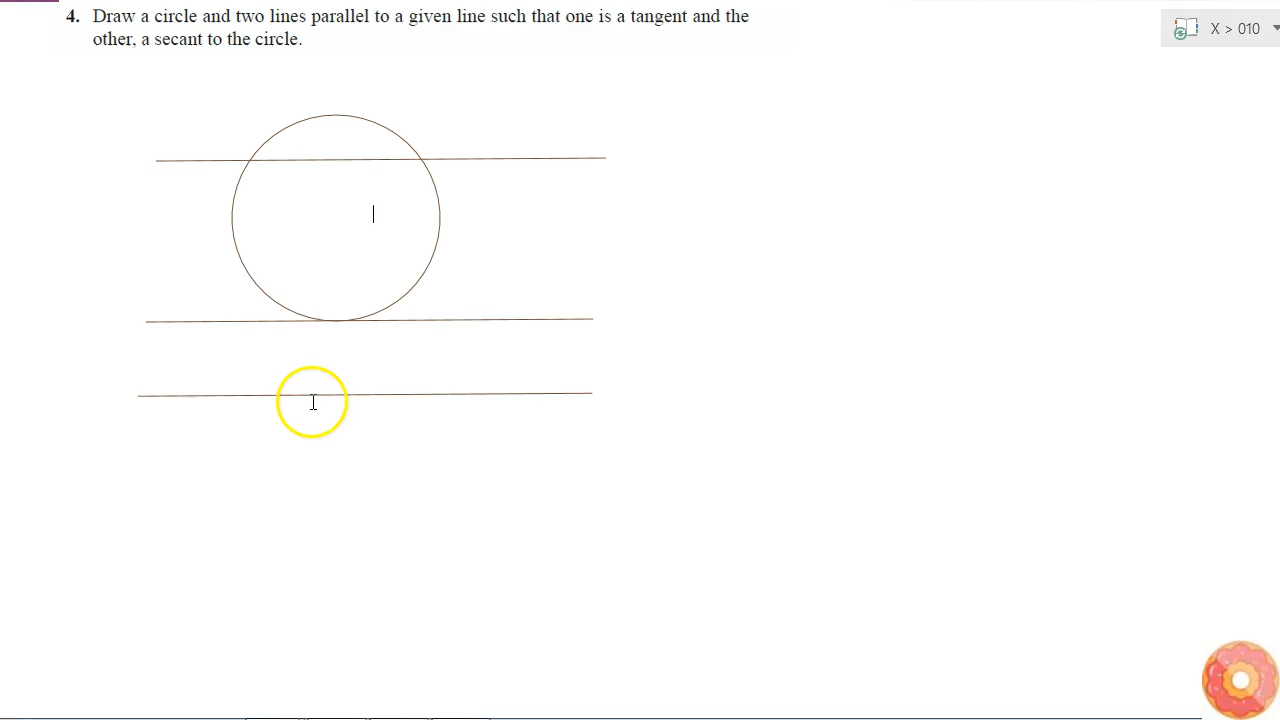 4. Draw a circle and two lines parallel to a given line such that one is a tangent and the
other, a secant to the circle.
X > 010